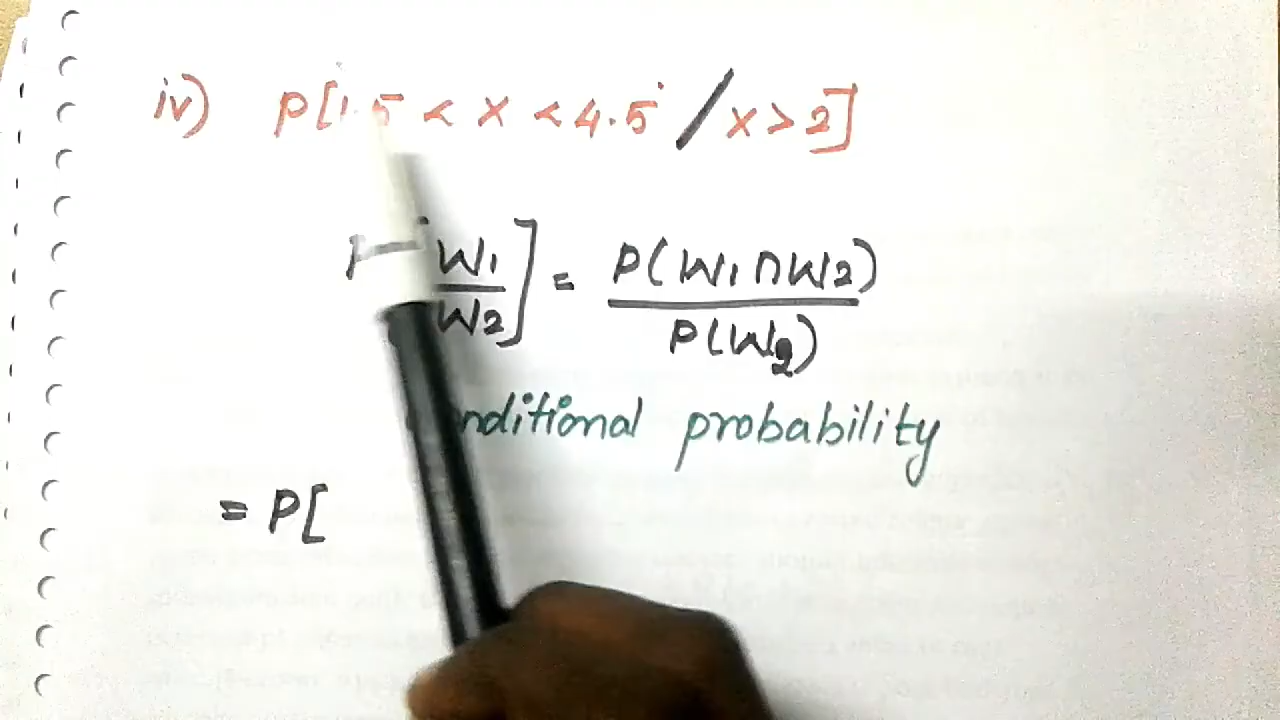 iv) P[1.5 < x < 4.5 / x > 2]
W1/W2] = P(W1 ∩ W2)/P(W2)
nditional probability
= P[